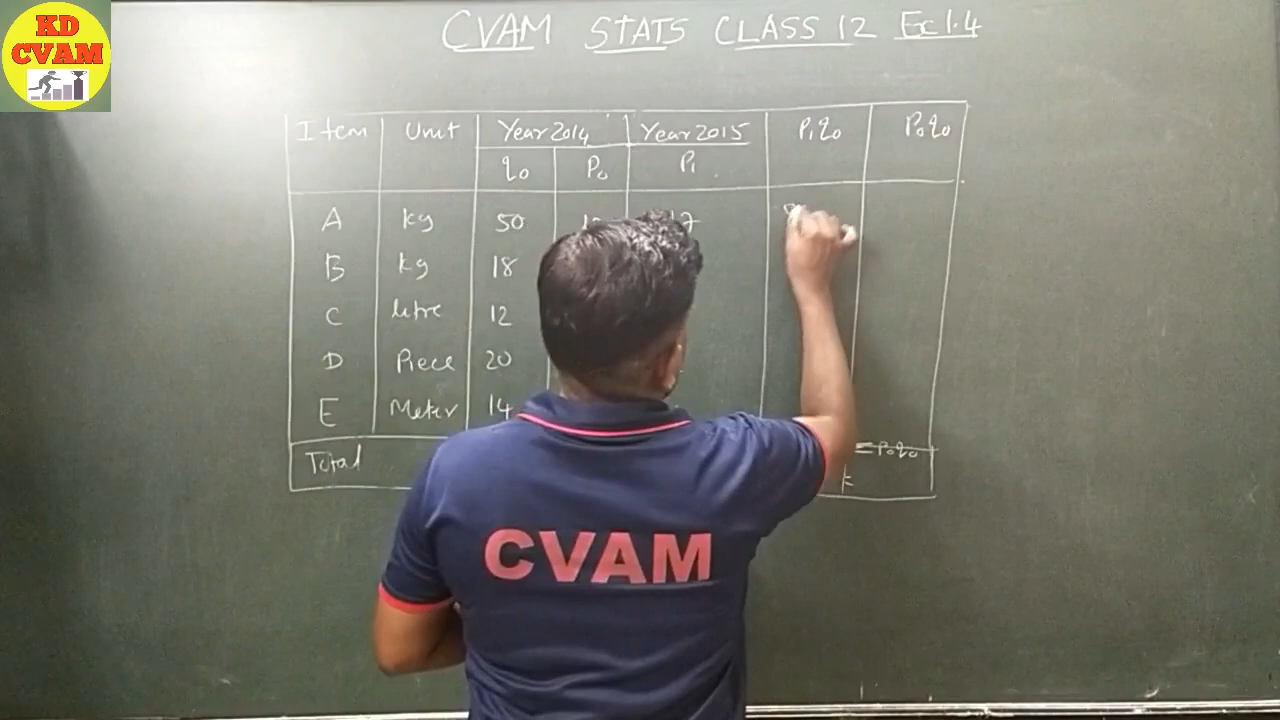 KD
CVAM
CVAM STATS CLASS 12 Ex 1.4
Item Unit Year 2014 Year 2015 P₁q₀ P₀q₀
q₀ P₀ P₁
A kg 50
B kg 18
C litre 12
D Piece 20
E Meter 14
Total
P₀q₀
CVAM